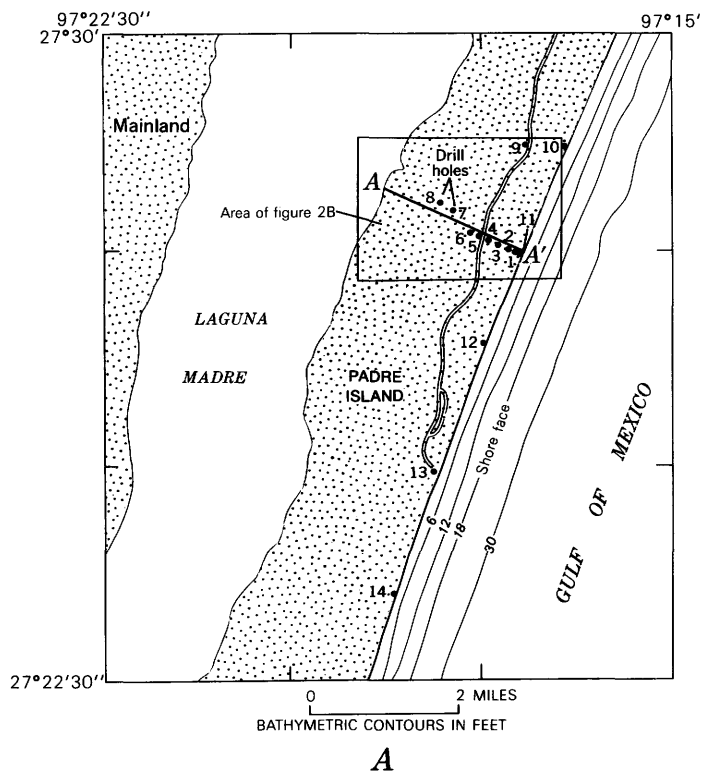 97°22'30"
97°15'
27°30'
Mainland
9
10
Drill
holes
A
8
7
11
Area of figure 2B
4
2
6
5
3
1
A'
LAGUNA
MADRE
12
PADRE
ISLAND
Shore face
GULF OF MEXICO
13
6
12
18
30
14
27°22'30"
0
2 MILES
BATHYMETRIC CONTOURS IN FEET
A